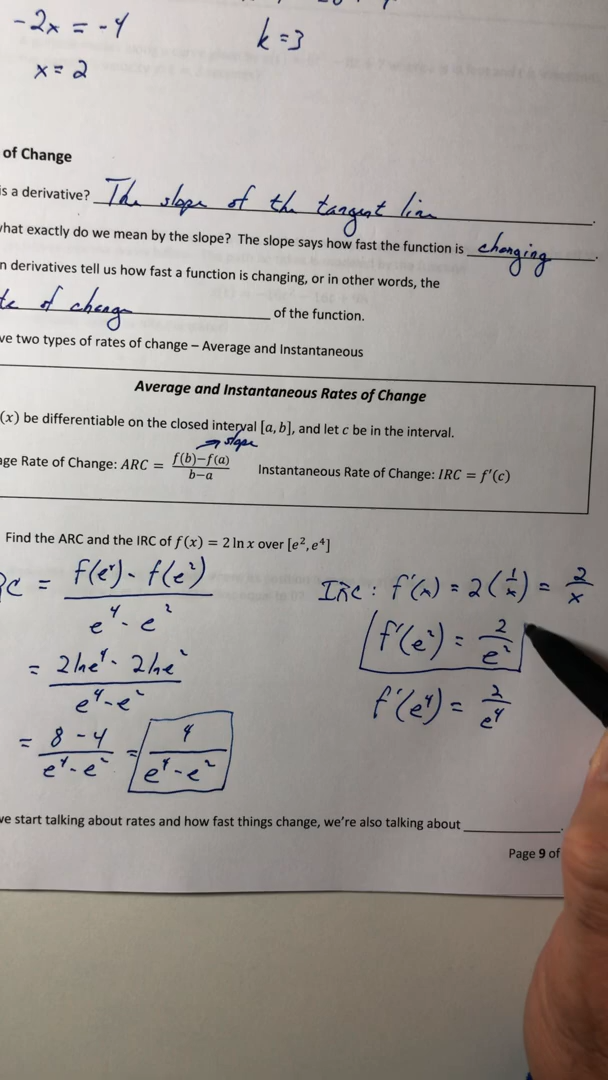 -2x = -4
k = 3
x = 2
of Change
is a derivative? The slope of the tangent line.
what exactly do we mean by the slope? The slope says how fast the function is changing.
n derivatives tell us how fast a function is changing, or in other words, the
te of change of the function.
ve two types of rates of change – Average and Instantaneous
Average and Instantaneous Rates of Change
(x) be differentiable on the closed interval [a, b], and let c be in the interval.
→ slope
age Rate of Change: ARC = f(b)−f(a) / b−a Instantaneous Rate of Change: IRC = f'(c)
Find the ARC and the IRC of f(x) = 2 ln x over [e², e⁴]
RC = f(e⁴) - f(e²) / e⁴ - e²
= 2lne⁴ - 2lne² / e⁴-e²
= 8 - 4 / e⁴-e² = 4 / e⁴-e²
IRC : f'(x) = 2(1/x) = 2/x
f'(e²) = 2/e²
f'(e⁴) = 2/e⁴
ve start talking about rates and how fast things change, we're also talking about ________.
Page 9 of